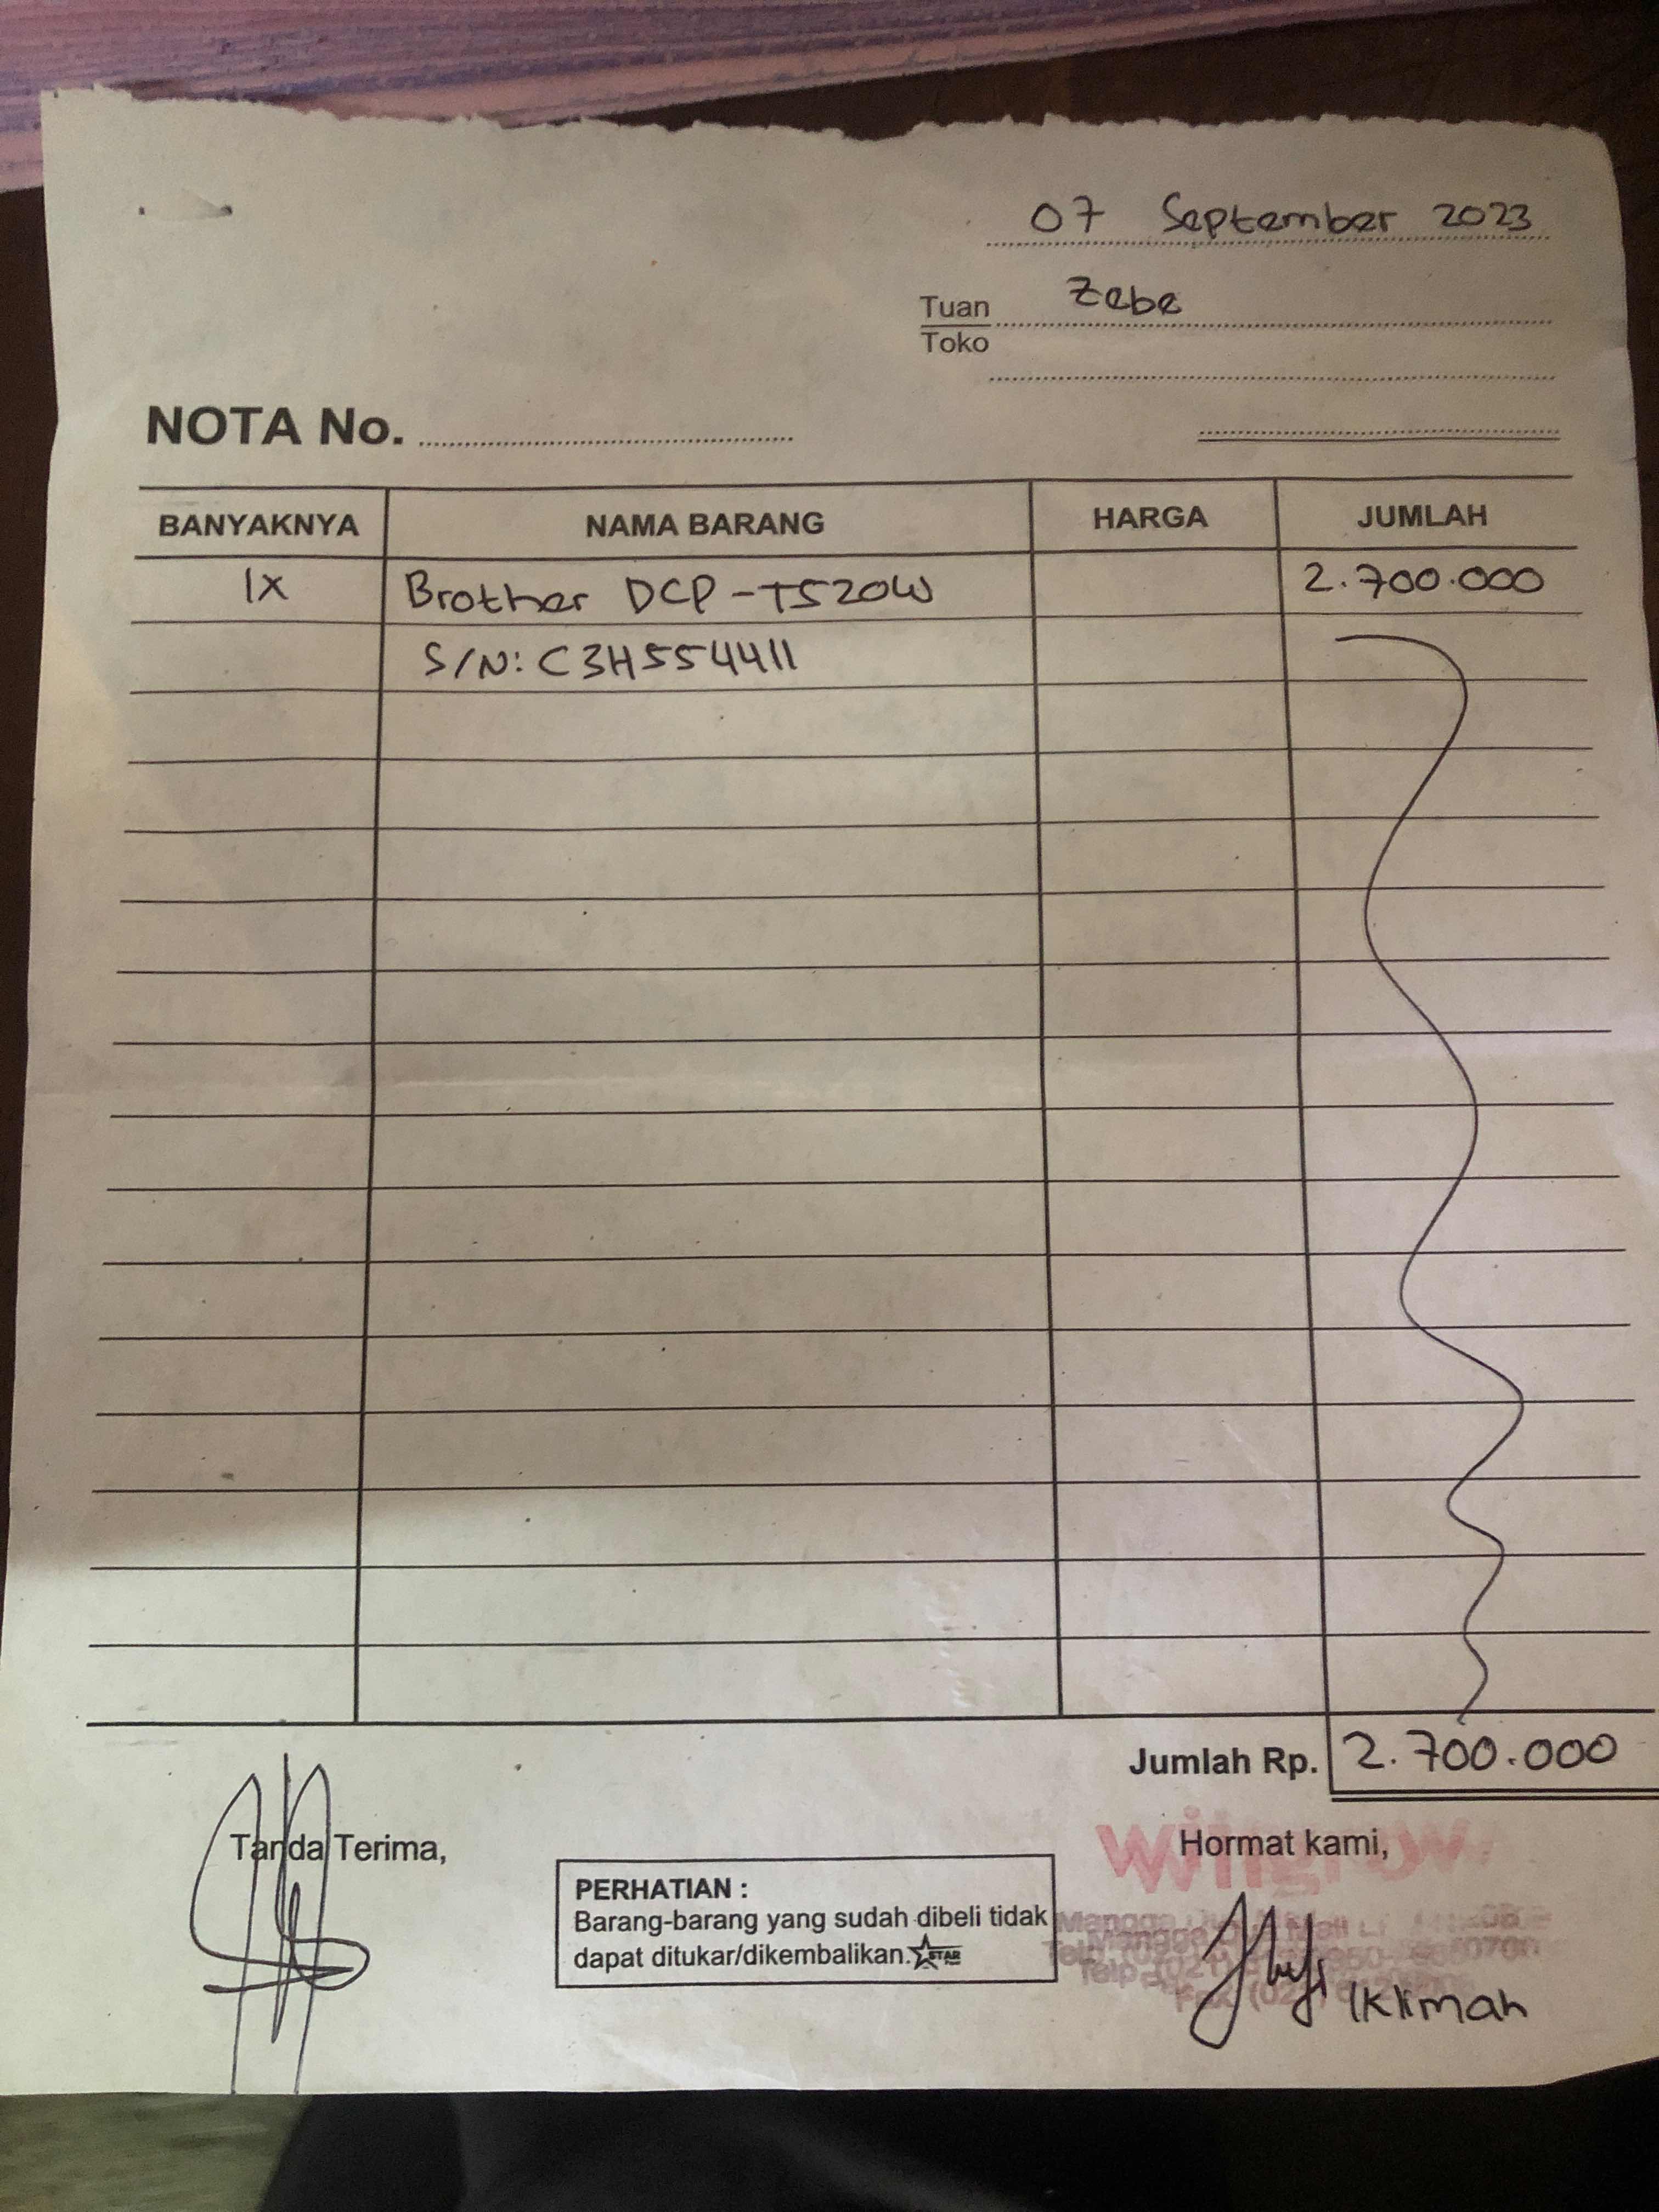 07 September 2023
Tuan Zebe
Toko
NOTA No.
BANYAKNYA NAMA BARANG HARGA JUMLAH
1X Brother DCP-T520W 2.700.000
S/N: C3H554411
Jumlah Rp. 2.700.000
Tanda Terima,
Hormat kami,
PERHATIAN :
Barang-barang yang sudah dibeli tidak
dapat ditukar/dikembalikan. STAR
Mangga
Iklimah